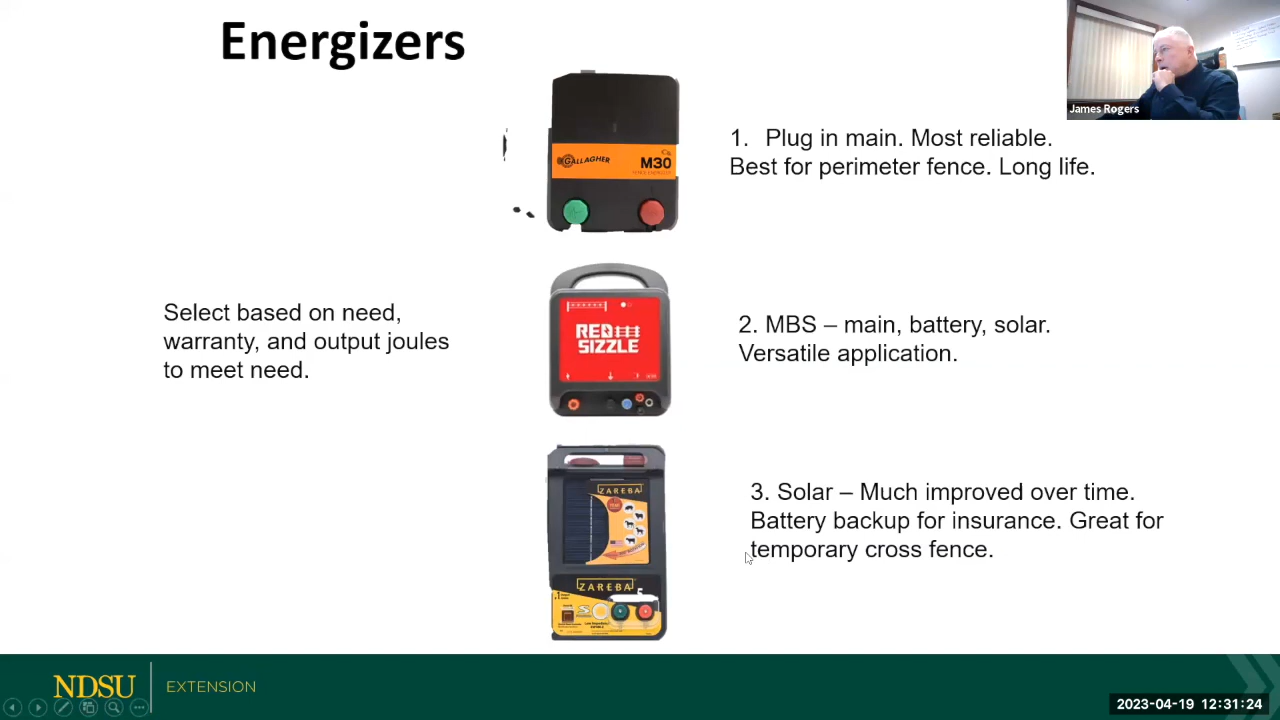 Energizers
James Rogers
GALLAGHER
M30
1. Plug in main. Most reliable.
Best for perimeter fence. Long life.
RED
SIZZLE
Select based on need,
warranty, and output joules
to meet need.
2. MBS – main, battery, solar.
Versatile application.
ZAREBA
ZAREBA
3. Solar – Much improved over time.
Battery backup for insurance. Great for
temporary cross fence.
NDSU
EXTENSION
2023-04-19 12:31:24